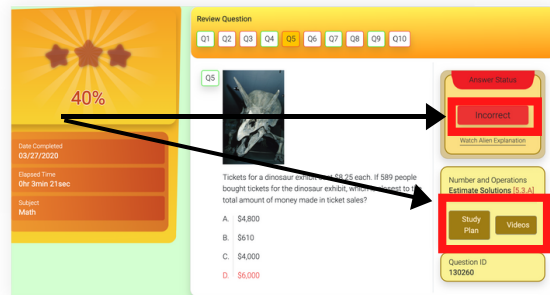 40%
Date Completed
03/27/2020
Elapsed Time
0hr 3min 21sec
Subject
Math
Review Question
Q1 Q2 Q3 Q4 Q5 Q6 Q7 Q8 Q9 Q10
Q5
Tickets for a dinosaur exhibit $8.25 each. If 589 people
bought tickets for the dinosaur exhibit, which closest to
total amount of money made in ticket sales?
A. $4,800
B. $610
C. $4,000
D. $6,000
Answer Status
Incorrect
Watch Alien Explanation
Number and Operations
Estimate Solutions [5.3.A]
Study
Plan
Videos
Question ID
130260